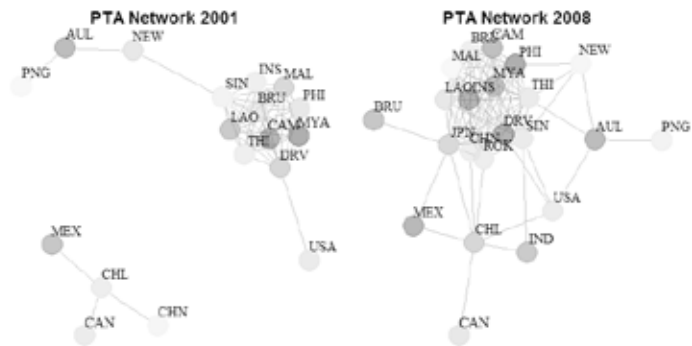 PTA Network 2001
AUL
NEW
PNG
SIN
INS
MAL
BRU
PHI
LAO
CAM
MYA
THI
DRV
USA
MEX
CHL
CHN
CAN
PTA Network 2008
BRU
CAM
MAL
PHI
NEW
MYA
LAO
INS
THI
BRU
JPN
CHN
DRV
SIN
ROK
AUL
PNG
USA
MEX
CHL
IND
CAN